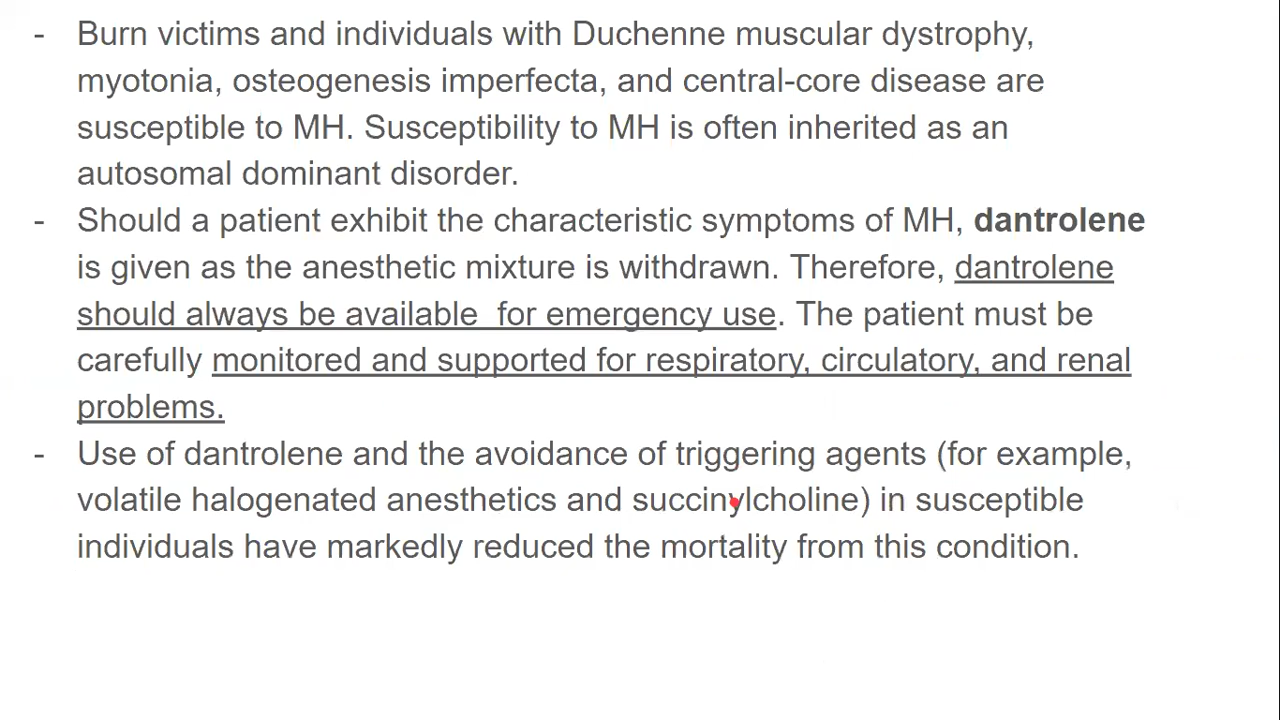 - Burn victims and individuals with Duchenne muscular dystrophy,
myotonia, osteogenesis imperfecta, and central-core disease are
susceptible to MH. Susceptibility to MH is often inherited as an
autosomal dominant disorder.
- Should a patient exhibit the characteristic symptoms of MH, dantrolene
is given as the anesthetic mixture is withdrawn. Therefore, dantrolene
should always be available  for emergency use. The patient must be
carefully monitored and supported for respiratory, circulatory, and renal
problems.
- Use of dantrolene and the avoidance of triggering agents (for example,
volatile halogenated anesthetics and succinylcholine) in susceptible
individuals have markedly reduced the mortality from this condition.